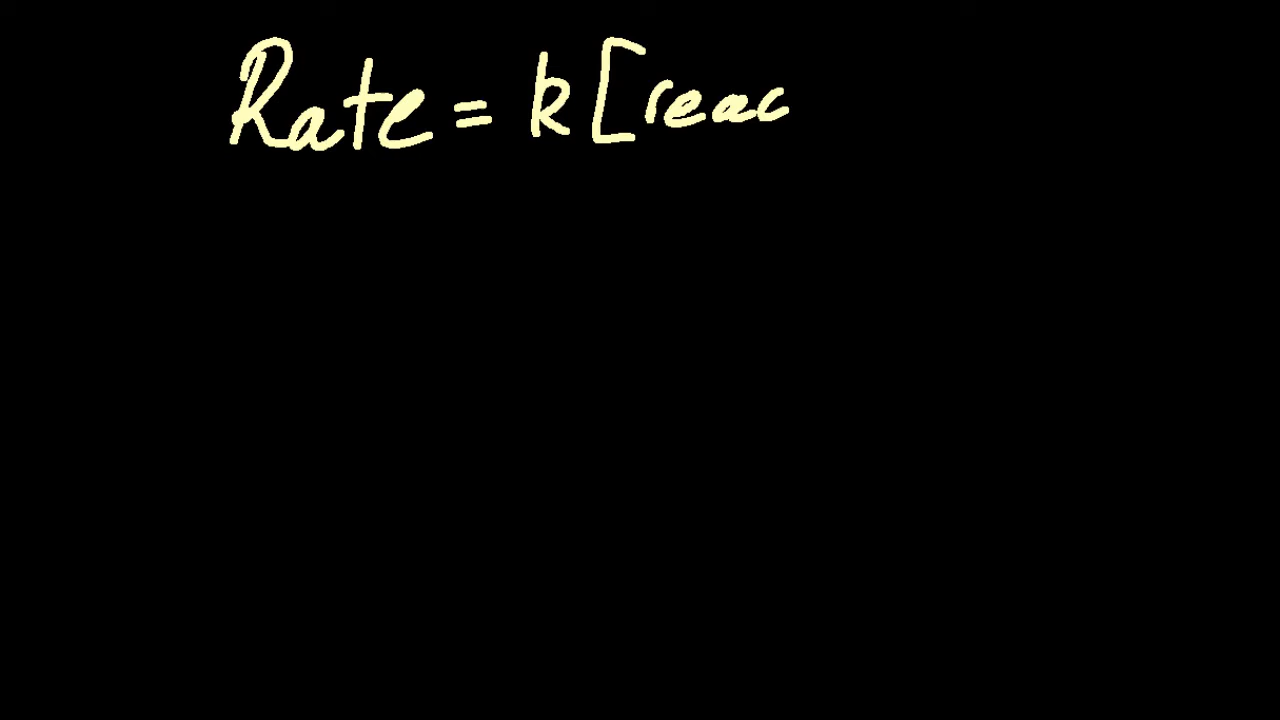 Rate = k [reac